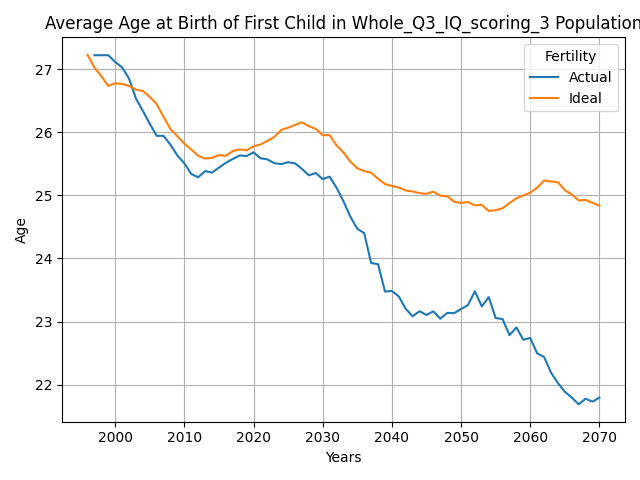 Average Age at Birth of First Child in Whole_Q3_IQ_scoring_3 Population
Fertility
Actual
Ideal
27
26
25
24
23
22
Age
2000
2010
2020
2030
2040
2050
2060
2070
Years